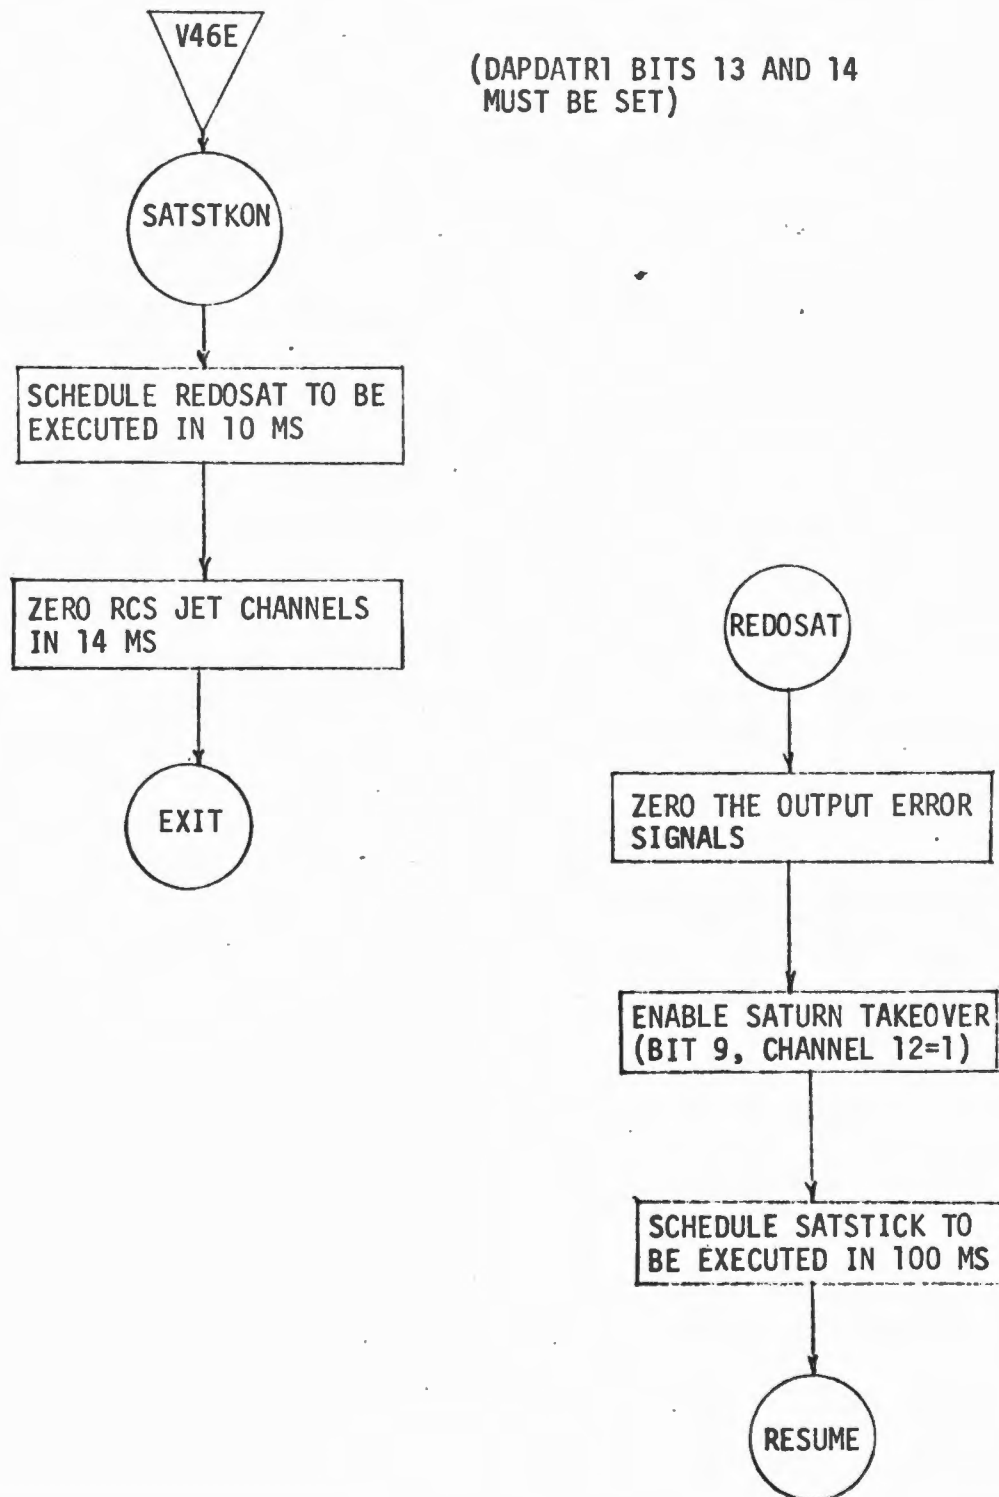 V46E
(DAPDATR1 BITS 13 AND 14
MUST BE SET)
SATSTKON
SCHEDULE REDOSAT TO BE
EXECUTED IN 10 MS
ZERO RCS JET CHANNELS
IN 14 MS
EXIT
REDOSAT
ZERO THE OUTPUT ERROR
SIGNALS
ENABLE SATURN TAKEOVER
(BIT 9, CHANNEL 12=1)
SCHEDULE SATSTICK TO
BE EXECUTED IN 100 MS
RESUME